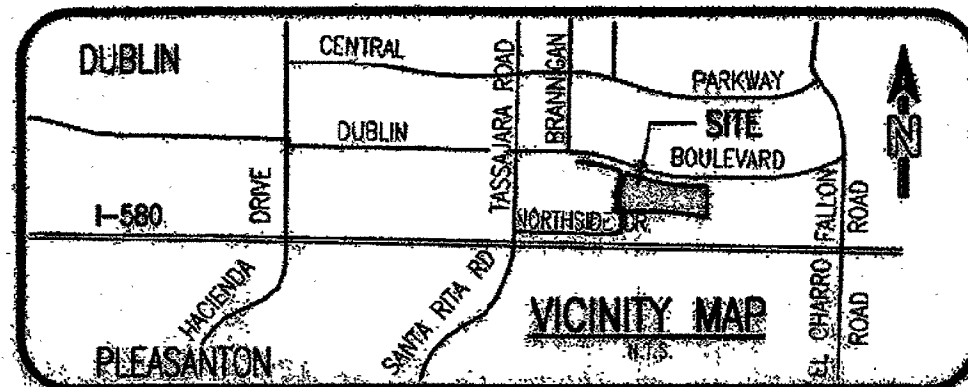 DUBLIN
CENTRAL
PARKWAY
TASSAJARA ROAD
BRANNIGAN
DUBLIN
BOULEVARD
SITE
N
I-580
DRIVE
HACIENDA
NORTHSIDE DR.
FALLON
ROAD
SANTA RITA RD
EL CHARRO
ROAD
VICINITY MAP
N.T.S.
PLEASANTON